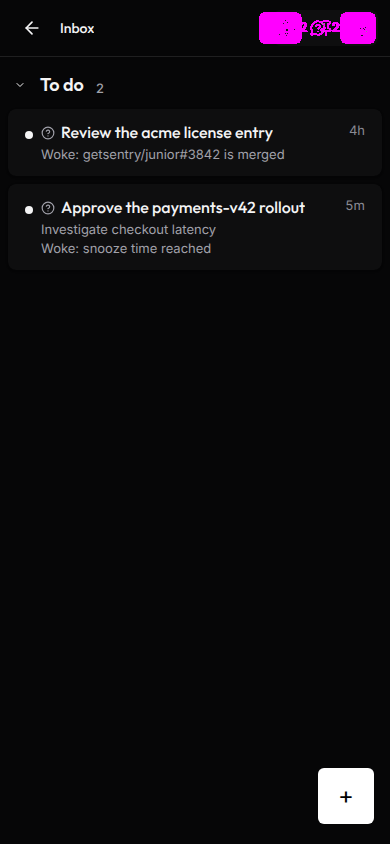 Inbox
To do 2
Review the acme license entry 4h
Woke: getsentry/junior#3842 is merged
Approve the payments-v42 rollout 5m
Investigate checkout latency
Woke: snooze time reached
+